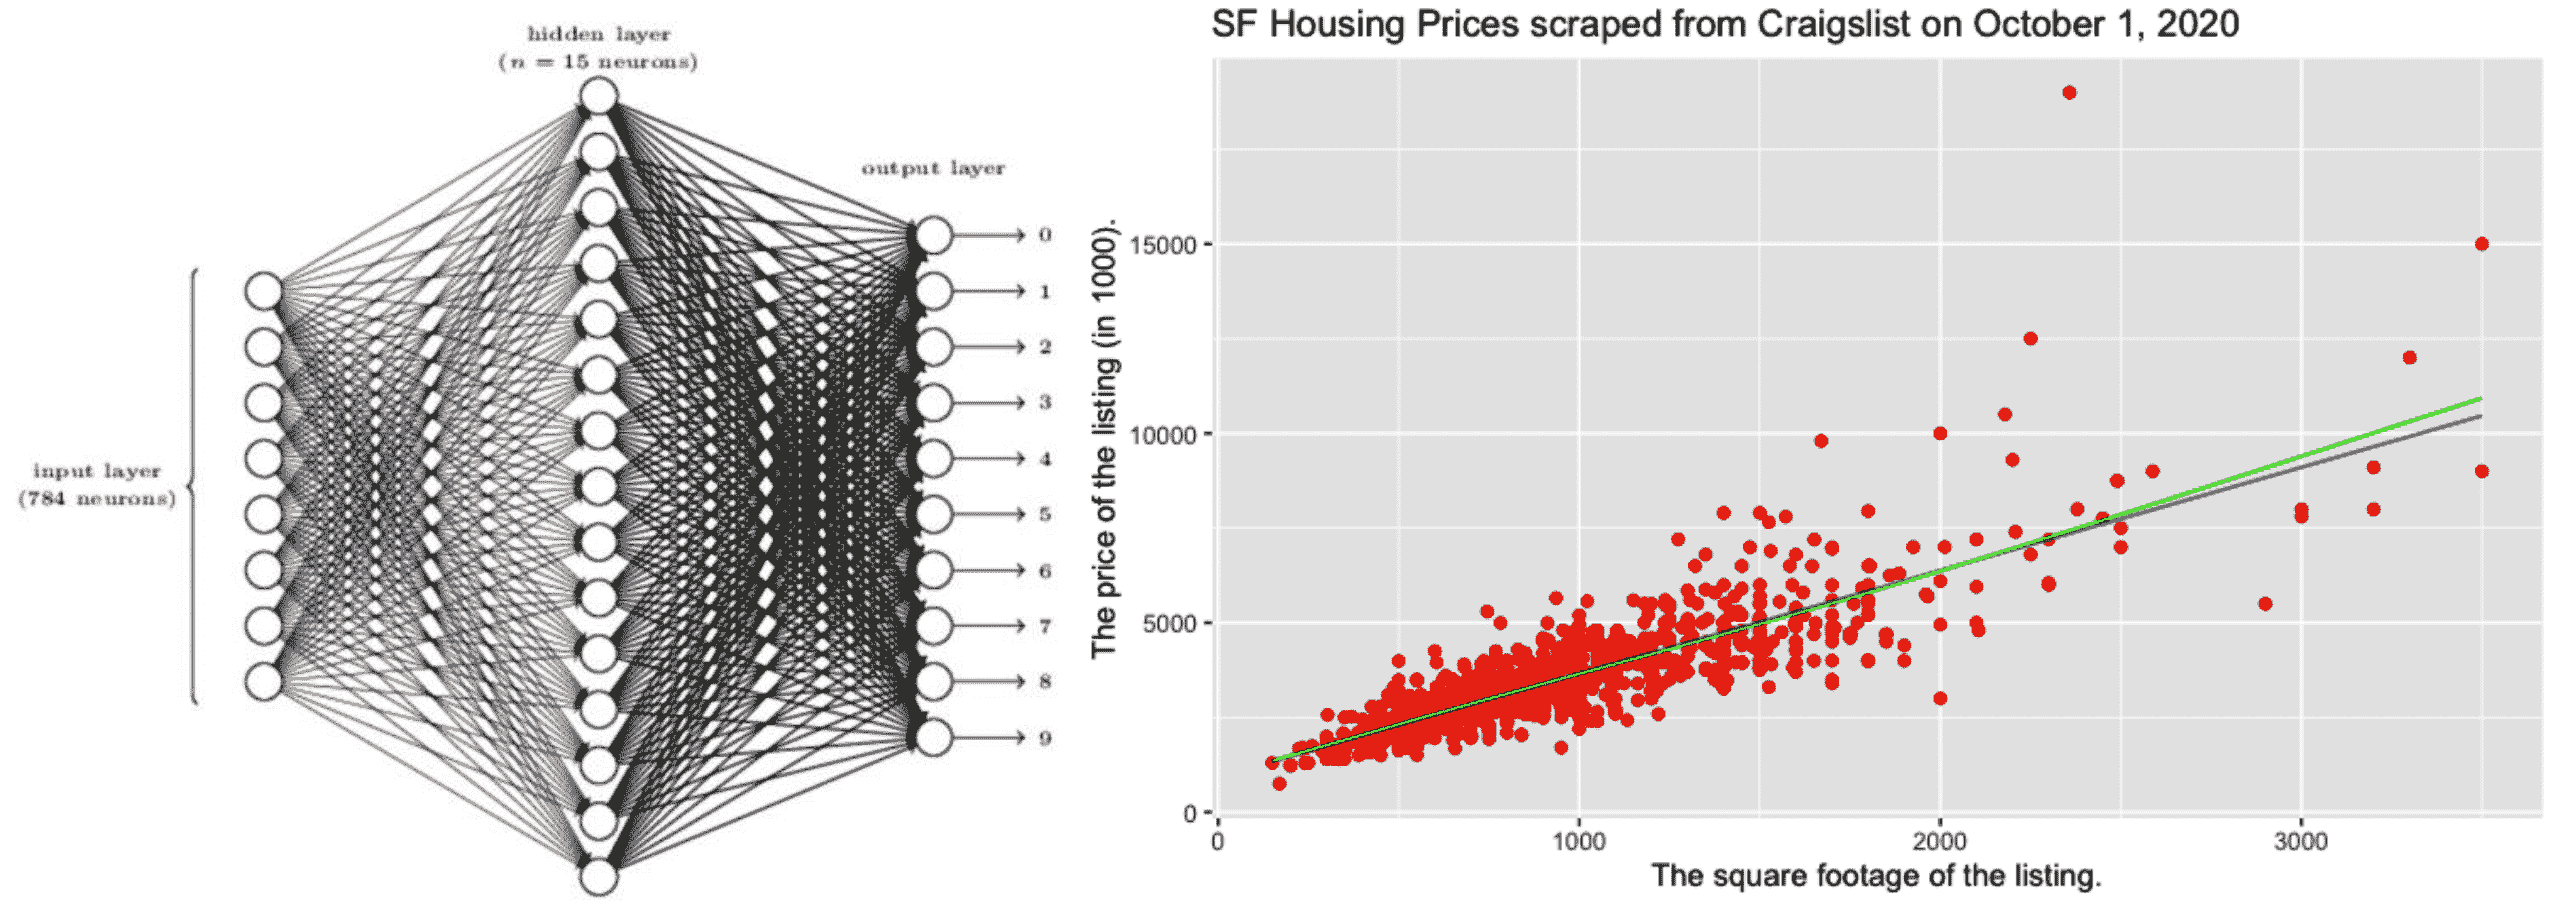 hidden layer
(n = 15 neurons)
output layer
input layer
(784 neurons)
0
1
2
3
4
5
6
7
8
9
SF Housing Prices scraped from Craigslist on October 1, 2020
The price of the listing (in 1000).
15000
10000
5000
0
0 1000 2000 3000
The square footage of the listing.